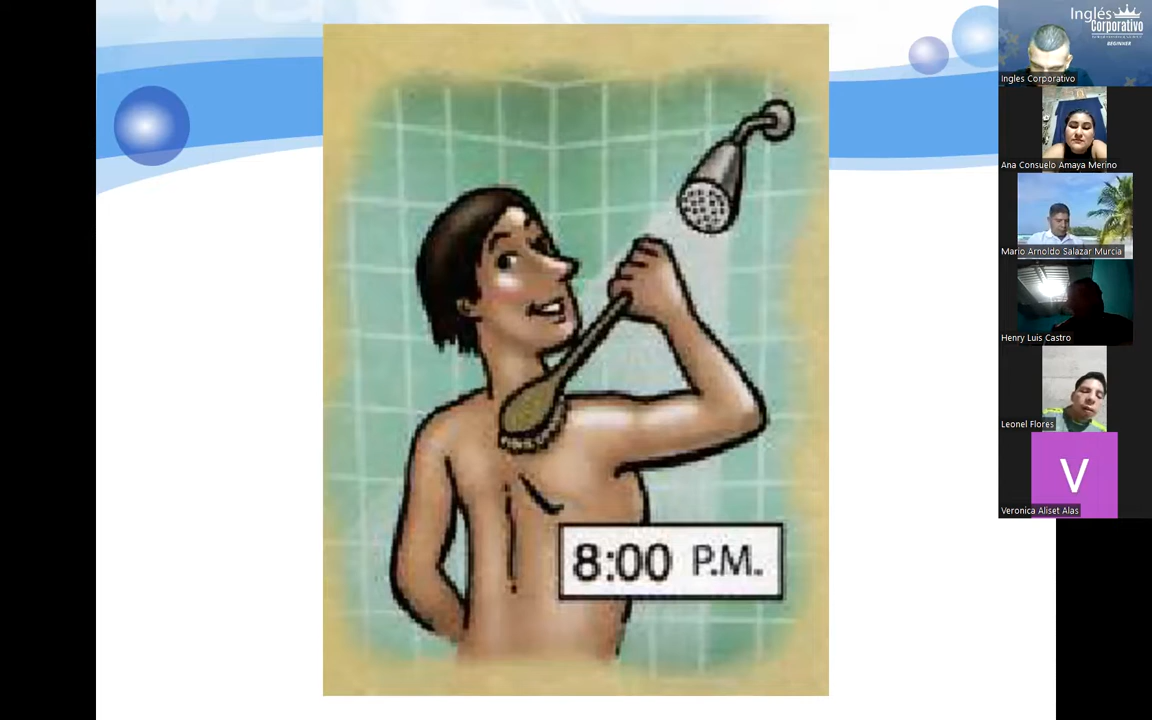 8:00 P.M.
Inglés
Corporativo
BEGINNER
Ingles Corporativo
Ana Consuelo Amaya Merino
Mario Arnoldo Salazar Murcia
Henry Luis Castro
Leonel Flores
V
Veronica Aliset Alas